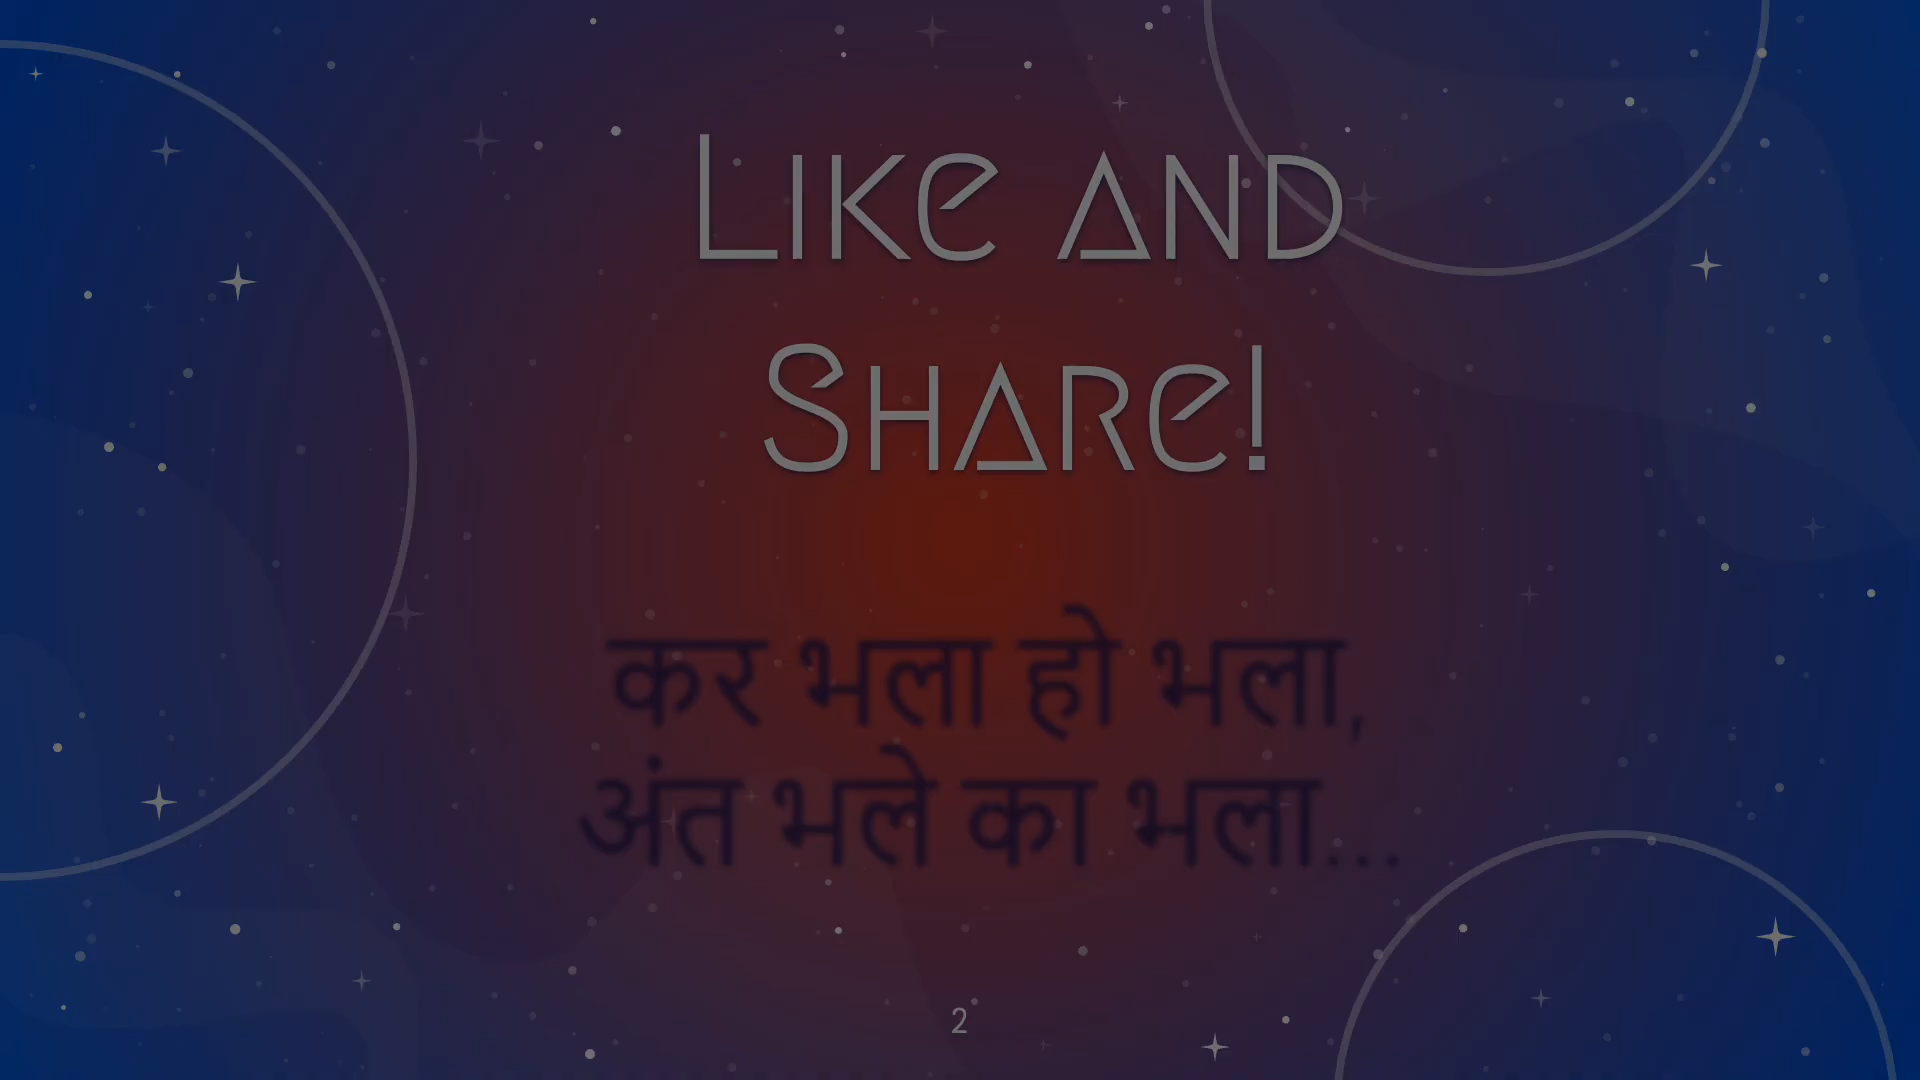 Like and
Share!
कर भला हो भला,
अंत भले का भला...
2